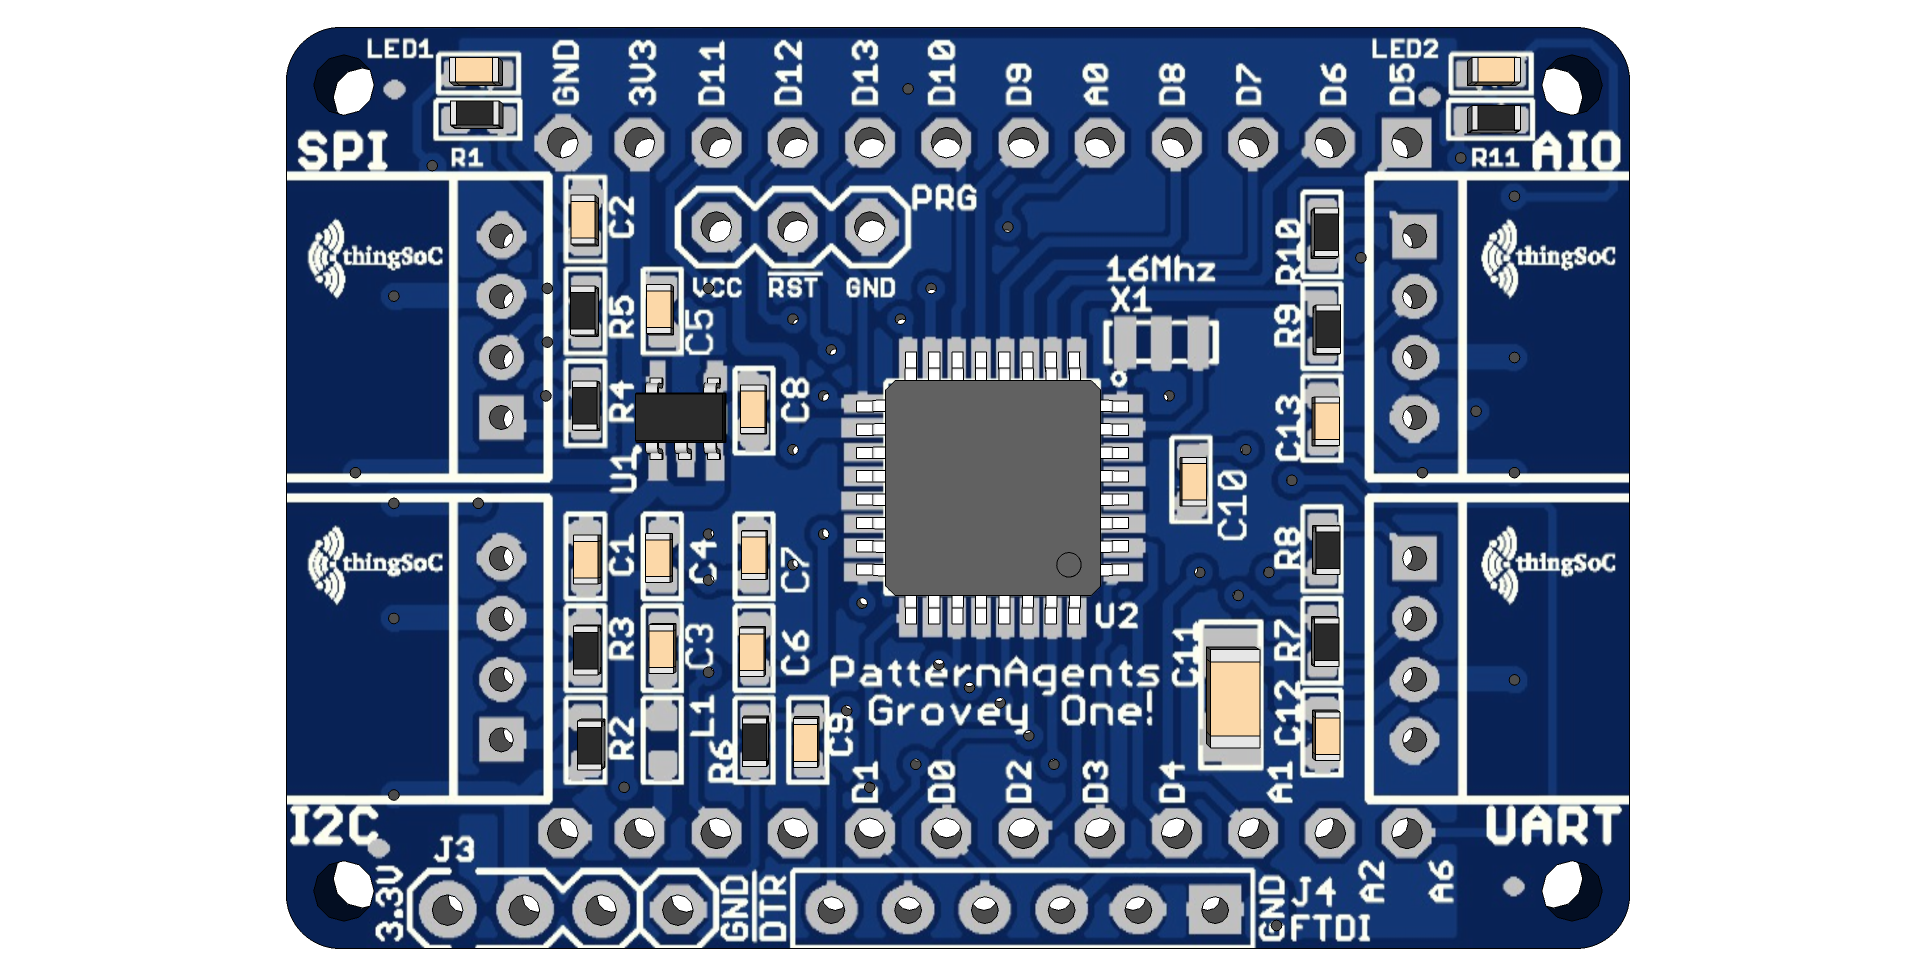 LED1
GND
3V3
D11
D12
D13
D10
D9
A0
D8
D7
D6
D5
LED2
SPI
R1
R11
AIO
C2
PRG
R10
thingSoC
VCC
RST
GND
16Mhz
X1
thingSoC
R5
C5
R9
R4
C8
C13
U1
C10
thingSoC
C1
C4
C7
R8
thingSoC
U2
R3
C3
C6
PatternAgents
Grovey One!
C11
R7
R2
L1
R6
C9
C12
D1
D0
D2
D3
D4
A1
I2C
UART
J3
3.3V
GND
DTR
GND
J4
FTDI
A2
A6